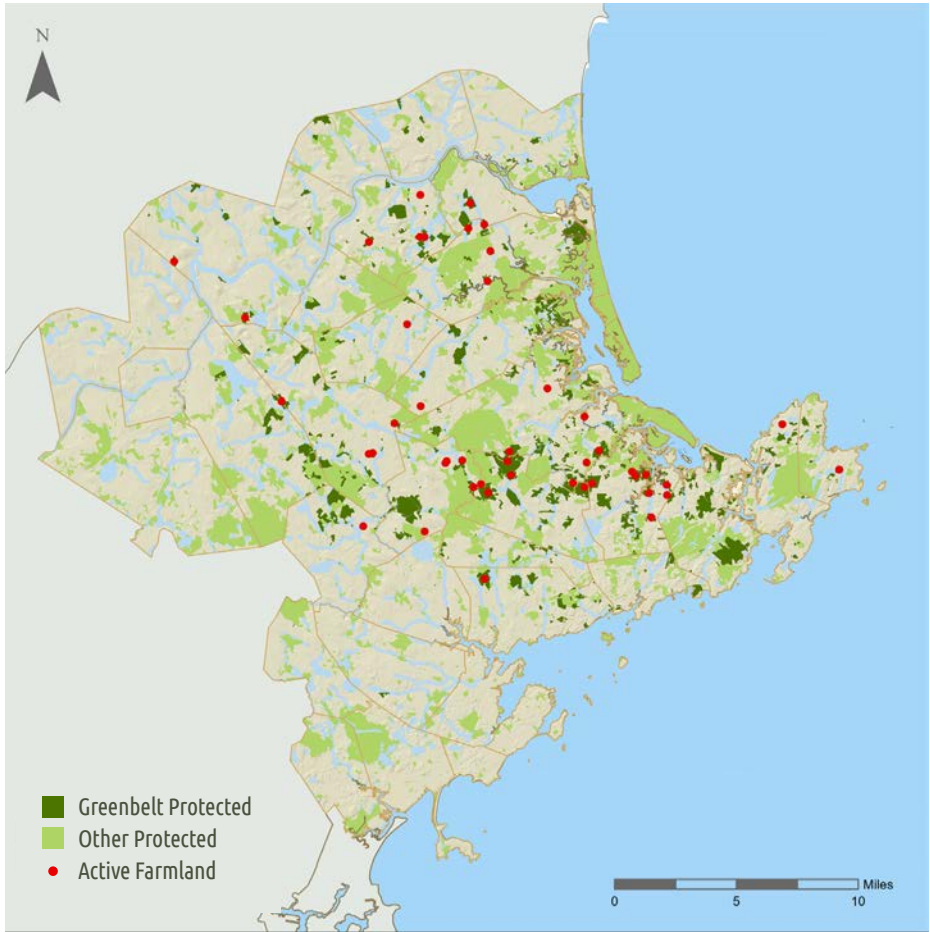 N
Greenbelt Protected
Other Protected
Active Farmland
Miles
0 5 10